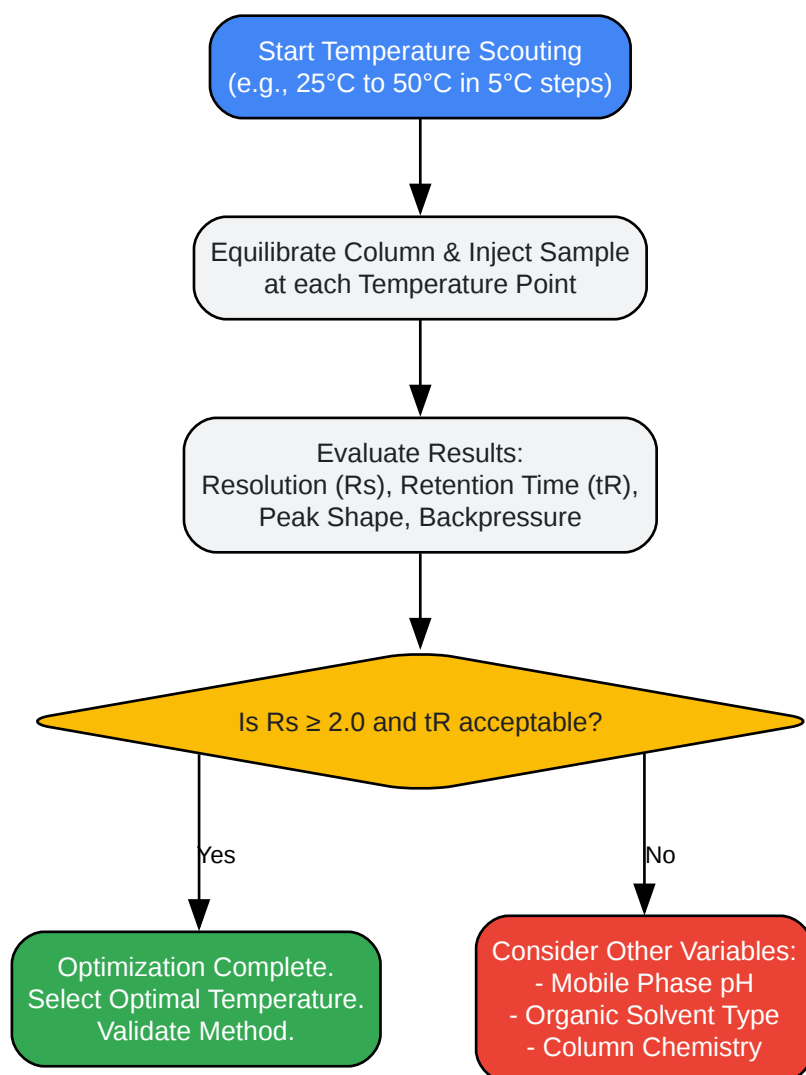 Start Temperature Scouting
(e.g., 25°C to 50°C in 5°C steps)
Equilibrate Column & Inject Sample
at each Temperature Point
Evaluate Results:
Resolution (Rs), Retention Time (tR),
Peak Shape, Backpressure
Is Rs ≥ 2.0 and tR acceptable?
Yes
No
Optimization Complete.
Select Optimal Temperature.
Validate Method.
Consider Other Variables:
- Mobile Phase pH
- Organic Solvent Type
- Column Chemistry